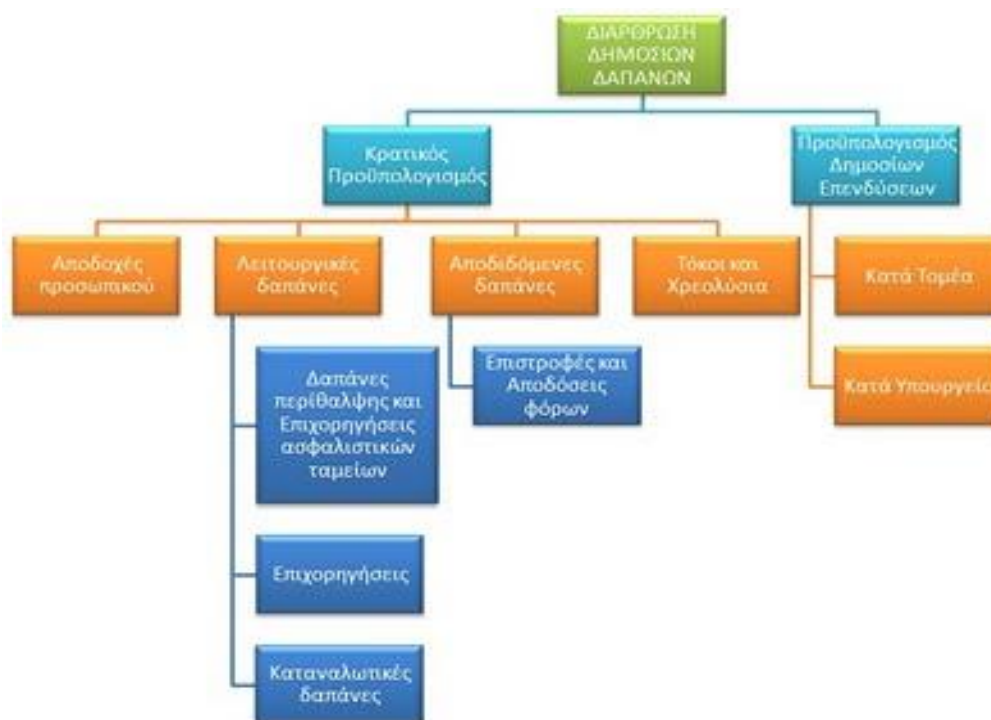 ΔΙΑΡΘΡΩΣΗ
ΔΗΜΟΣΙΩΝ
ΔΑΠΑΝΩΝ
Κρατικός
Προϋπολογισμός
Προϋπολογισμός
Δημοσίων
Επενδύσεων
Αποδοχές
προσωπικού
Λειτουργικές
δαπάνες
Αποδιδόμενες
δαπάνες
Τόκοι και
Χρεολύσια
Κατά Τομέα
Κατά Υπουργείο
Δαπάνες
περίθαλψης και
Επιχορηγήσεις
ασφαλιστικών
ταμείων
Επιστροφές και
Αποδόσεις
φόρων
Επιχορηγήσεις
Καταναλωτικές
δαπάνες